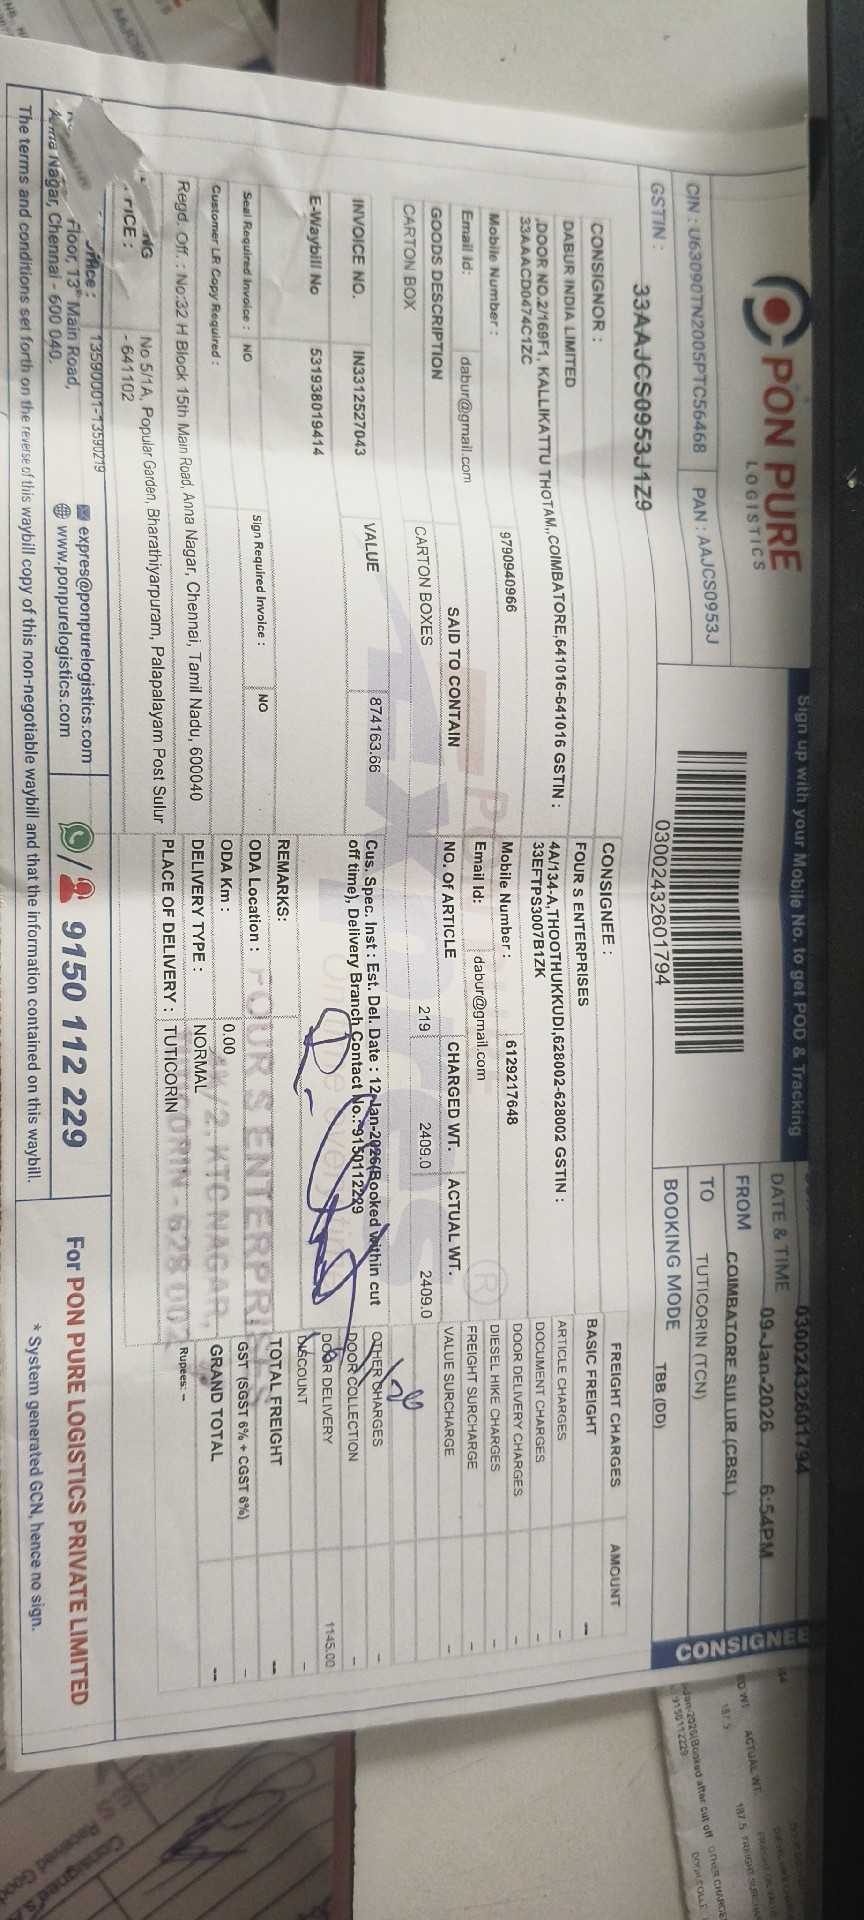 PON PURE
LOGISTICS
Sign up with your Mobile No. to get POD & Tracking
03002432601794
CIN : U63090TN2005PTC56468 PAN : AAJCS0953J
GSTIN : 33AAJCS0953J1Z9
03002432601794
DATE & TIME 09-Jan-2026 6:54PM
FROM COIMBATORE SULUR (CBSL)
TO TUTICORIN (TCN)
BOOKING MODE TBB (DD)
CONSIGNEE
CONSIGNOR :
DABUR INDIA LIMITED
,DOOR NO.2/169F1, KALLIKATTU THOTAM,,COIMBATORE,641016-641016 GSTIN :
33AAACD0474C1ZC
Mobile Number : 9790940966
Email Id: dabur@gmail.com
CONSIGNEE :
FOUR S ENTERPRISES
4A/134-A,THOOTHUKKUDI,628002-628002 GSTIN :
33EFTPS3007B1ZK
Mobile Number : 6129217648
Email Id: dabur@gmail.com
GOODS DESCRIPTION SAID TO CONTAIN NO. Of ARTICLE CHARGED WT. ACTUAL WT.
CARTON BOX CARTON BOXES 219 2409.0 2409.0
INVOICE NO. IN3312527043 VALUE 874163.66
E-Waybill No 531938019414
Cus. Spec. Inst : Est. Del. Date : 12-Jan-2026(Booked within cut
off time), Delivery Branch Contact No.:-9150112229
REMARKS:
Seal Required Invoice : NO Sign Required Invoice : NO
Customer LR Copy Required :
ODA Location :
ODA Km : 0.00
DELIVERY TYPE : NORMAL
PLACE OF DELIVERY : TUTICORIN
FOUR S ENTERPRISES
/2, KTC NAGAR,
TUTICORIN - 628 002
FREIGHT CHARGES AMOUNT
BASIC FREIGHT --
ARTICLE CHARGES -
DOCUMENT CHARGES -
DOOR DELIVERY CHARGES -
DIESEL HIKE CHARGES -
FREIGHT SURCHARGE -
VALUE SURCHARGE -
OTHER CHARGES -
DOOR COLLECTION -
DOOR DELIVERY 1145.00
DISCOUNT -
TOTAL FREIGHT --
GST (SGST 6% + CGST 6%) -
GRAND TOTAL --
Rupees: --
Regd. Off. : No:32 H Block 15th Main Road, Anna Nagar, Chennai, Tamil Nadu, 600040
No 5/1A, Popular Garden, Bharathiyarpuram, Palapalayam Post Sulur
- 641102
13590001-13590219
Floor, 13th Main Road,
Anna Nagar, Chennai - 600 040.
expres@ponpurelogistics.com
www.ponpurelogistics.com
9150 112 229
For PON PURE LOGISTICS PRIVATE LIMITED
The terms and conditions set forth on the reverse of this waybill copy of this non-negotiable waybill and that the information contained on this waybill.
* System generated GCN, hence no sign.